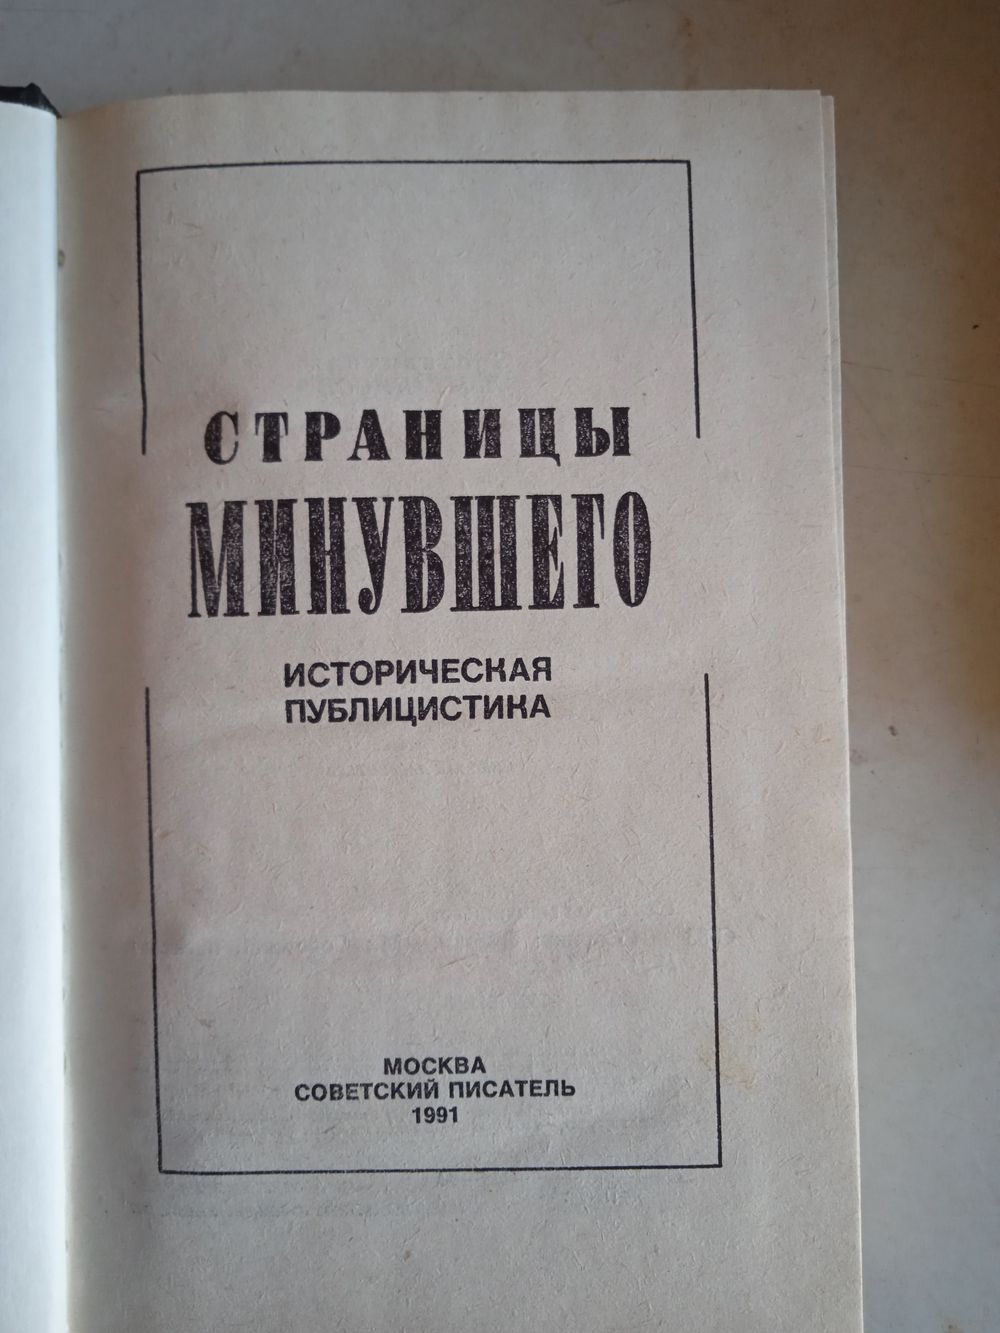 СТРАНИЦЫ
МИНУВШЕГО
ИСТОРИЧЕСКАЯ
ПУБЛИЦИСТИКА
МОСКВА
СОВЕТСКИЙ ПИСАТЕЛЬ
1991